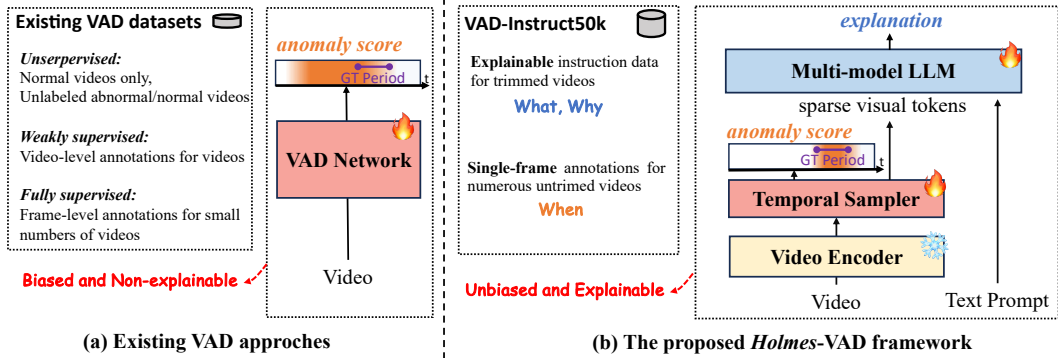 Existing VAD datasets
Unserpervised:
Normal videos only,
Unlabeled abnormal/normal videos
Weakly supervised:
Video-level annotations for videos
Fully supervised:
Frame-level annotations for small
numbers of videos
anomaly score
GT Period
t
VAD Network
Video
Biased and Non-explainable
(a) Existing VAD approches
VAD-Instruct50k
Explainable instruction data
for trimmed videos
What, Why
Single-frame annotations for
numerous untrimed videos
When
explanation
Multi-model LLM
sparse visual tokens
anomaly score
GT Period
t
Temporal Sampler
Video Encoder
Video
Text Prompt
Unbiased and Explainable
(b) The proposed Holmes-VAD framework